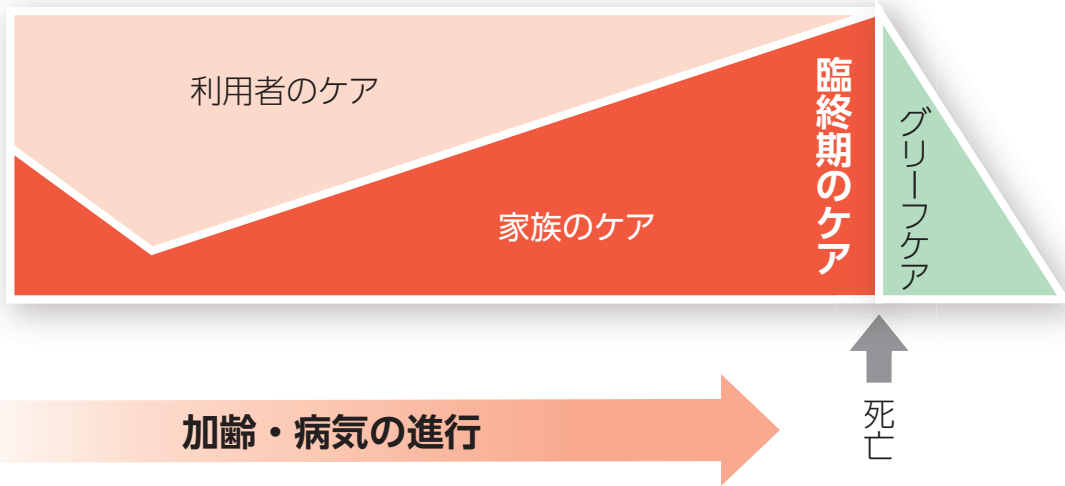 利用者のケア
家族のケア
臨終期のケア
グリーフケア
加齢・病気の進行
死亡